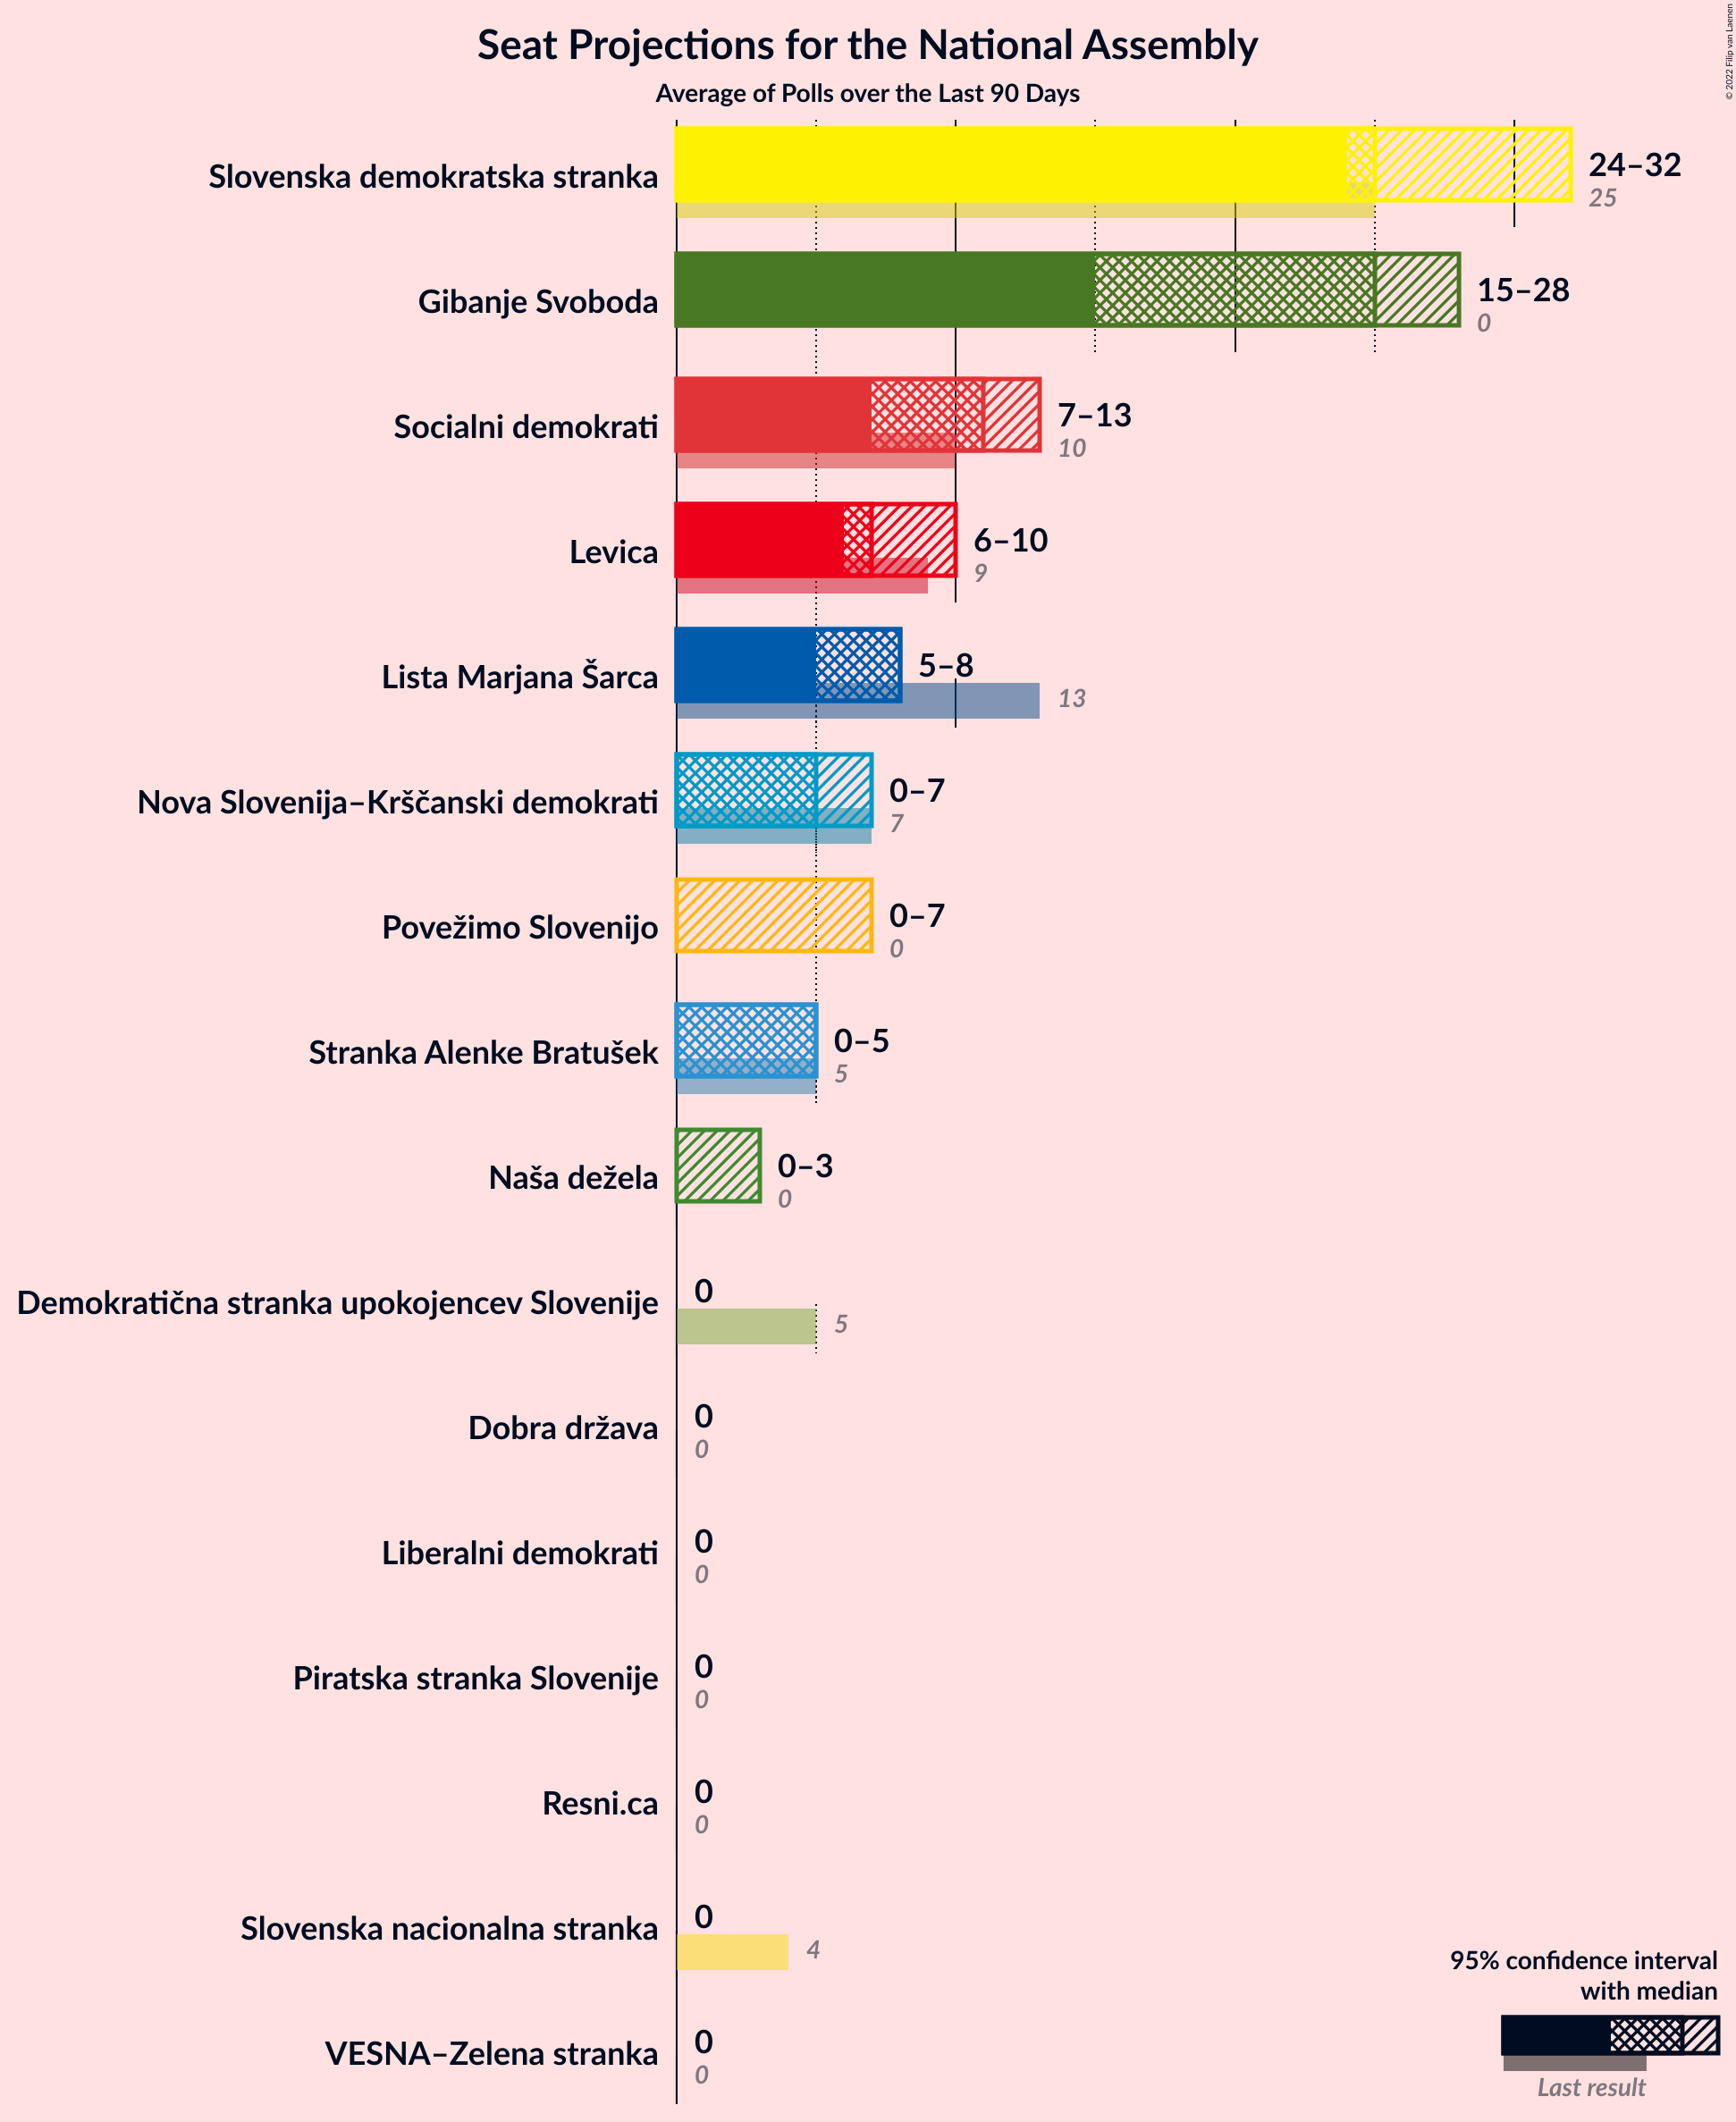 Seat Projections for the National Assembly
Average of Polls over the Last 90 Days
© 2022 Filip van Laenen
Slovenska demokratska stranka
24–32
25
Gibanje Svoboda
15–28
0
Socialni demokrati
7–13
10
Levica
6–10
9
Lista Marjana Šarca
5–8
13
Nova Slovenija–Krščanski demokrati
0–7
7
Povežimo Slovenijo
0–7
0
Stranka Alenke Bratušek
0–5
5
Naša dežela
0–3
0
Demokratična stranka upokojencev Slovenije
0
5
Dobra država
0
0
Liberalni demokrati
0
0
Piratska stranka Slovenije
0
0
Resni.ca
0
0
Slovenska nacionalna stranka
0
4
VESNA–Zelena stranka
0
0
95% confidence interval
with median
Last result